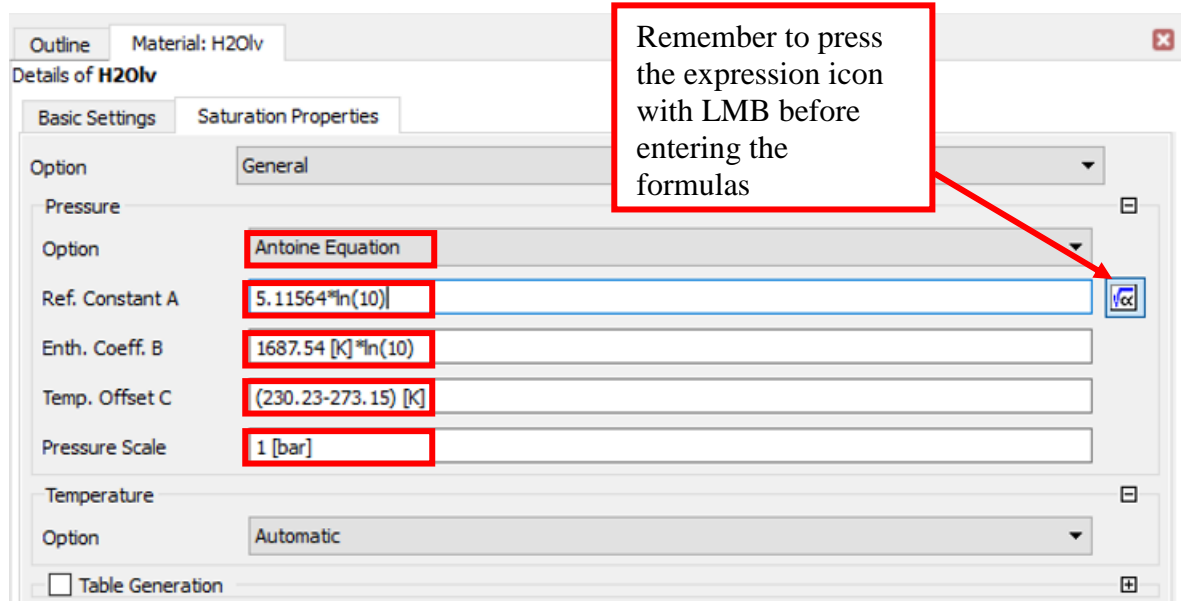 Outline
Material: H2Olv
Details of H2Olv
Basic Settings
Saturation Properties
Remember to press
the expression icon
with LMB before
entering the
formulas
Option
General
Pressure
Option
Antoine Equation
Ref. Constant A
5.11564*ln(10)
Enth. Coeff. B
1687.54 [K]*ln(10)
Temp. Offset C
(230.23-273.15) [K]
Pressure Scale
1 [bar]
Temperature
Option
Automatic
Table Generation